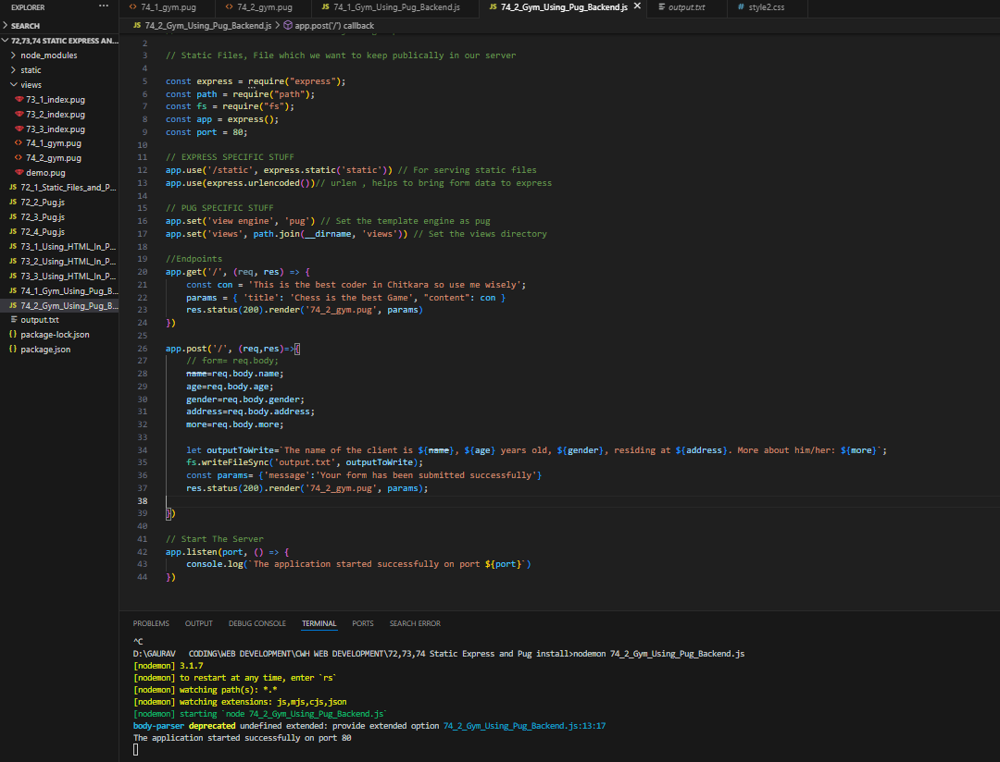 EXPLORER ···
74_1_gym.pug 74_2_gym.pug JS 74_1_Gym_Using_Pug_Backend.js JS 74_2_Gym_Using_Pug_Backend.js output.txt # style2.css
SEARCH
JS 74_2_Gym_Using_Pug_Backend.js > app.post('/') callback
72,73,74 STATIC EXPRESS AN...
node_modules
static
views
73_1_index.pug
73_2_index.pug
73_3_index.pug
74_1_gym.pug
74_2_gym.pug
demo.pug
JS 72_1_Static_Files_and_P...
JS 72_2_Pug.js
JS 72_3_Pug.js
JS 72_4_Pug.js
JS 73_1_Using_HTML_In_P...
JS 73_2_Using_HTML_In_P...
JS 73_3_Using_HTML_In_P...
JS 74_1_Gym_Using_Pug_B...
JS 74_2_Gym_Using_Pug_B...
output.txt
{} package-lock.json
{} package.json
2
3 // Static Files, File which we want to keep publically in our server
4
5 const express = require("express");
6 const path = require("path");
7 const fs = require("fs");
8 const app = express();
9 const port = 80;
10
11 // EXPRESS SPECIFIC STUFF
12 app.use('/static', express.static('static')) // For serving static files
13 app.use(express.urlencoded())// urlen , helps to bring form data to express
14
15 // PUG SPECIFIC STUFF
16 app.set('view engine', 'pug') // Set the template engine as pug
17 app.set('views', path.join(__dirname, 'views')) // Set the views directory
18
19 //Endpoints
20 app.get('/', (req, res) => {
21 const con = 'This is the best coder in Chitkara so use me wisely';
22 params = { 'title': 'Chess is the best Game', "content": con }
23 res.status(200).render('74_2_gym.pug', params)
24 })
25
26 app.post('/', (req,res)=>{
27 // form= req.body;
28 name=req.body.name;
29 age=req.body.age;
30 gender=req.body.gender;
31 address=req.body.address;
32 more=req.body.more;
33
34 let outputToWrite=`The name of the client is ${name}, ${age} years old, ${gender}, residing at ${address}. More about him/her: ${more}`;
35 fs.writeFileSync('output.txt', outputToWrite);
36 const params= {'message':'Your form has been submitted successfully'}
37 res.status(200).render('74_2_gym.pug', params);
38
39 })
40
41 // Start The Server
42 app.listen(port, () => {
43 console.log(`The application started successfully on port ${port}`)
44 })
PROBLEMS OUTPUT DEBUG CONSOLE TERMINAL PORTS SEARCH ERROR
^C
D:\GAURAV CODING\WEB DEVELOPMENT\CWH WEB DEVELOPMENT\72,73,74 Static Express and Pug install>nodemon 74_2_Gym_Using_Pug_Backend.js
[nodemon] 3.1.7
[nodemon] to restart at any time, enter `rs`
[nodemon] watching path(s): *.*
[nodemon] watching extensions: js,mjs,cjs,json
[nodemon] starting `node 74_2_Gym_Using_Pug_Backend.js`
body-parser deprecated undefined extended: provide extended option 74_2_Gym_Using_Pug_Backend.js:13:17
The application started successfully on port 80